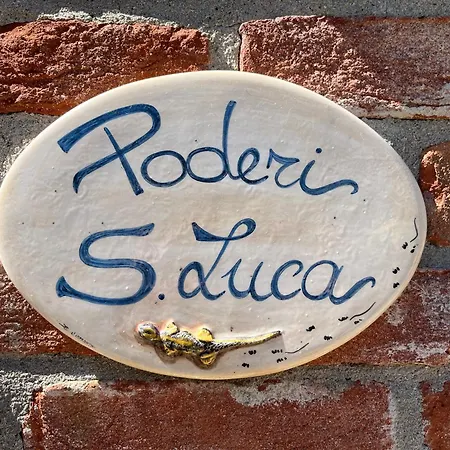 Poderi
S. Luca